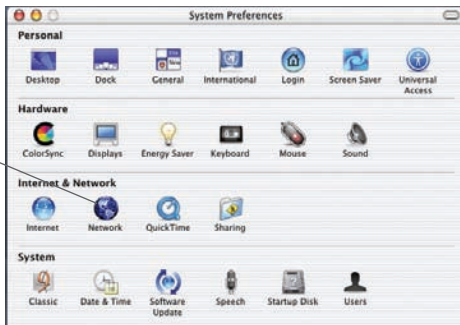 System Preferences
Personal
Desktop Dock General International Login Screen Saver Universal
Access
Hardware
ColorSync Displays Energy Saver Keyboard Mouse Sound
Internet & Network
Internet Network QuickTime Sharing
System
Classic Date & Time Software Speech Startup Disk Users
Update